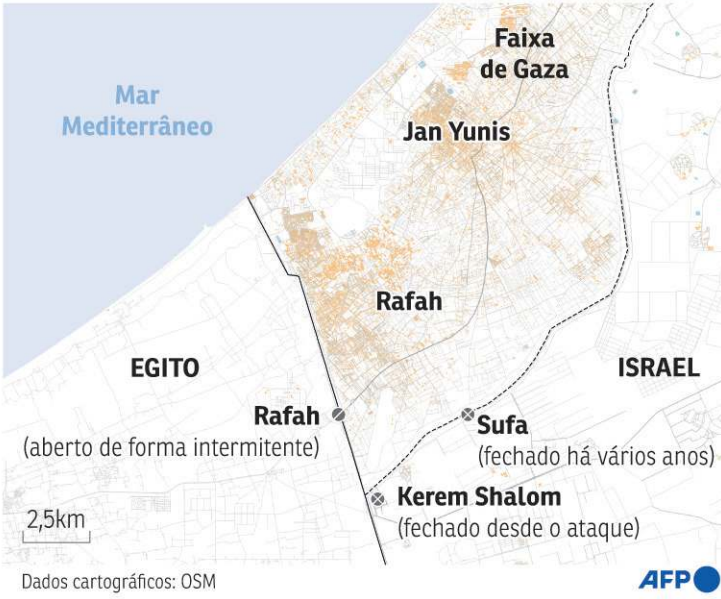 Faixa
de Gaza
Mar
Mediterrâneo
Jan Yunis
Rafah
EGITO
ISRAEL
Rafah
(aberto de forma intermitente)
Sufa
(fechado há vários anos)
Kerem Shalom
(fechado desde o ataque)
2,5km
Dados cartográficos: OSM
AFP